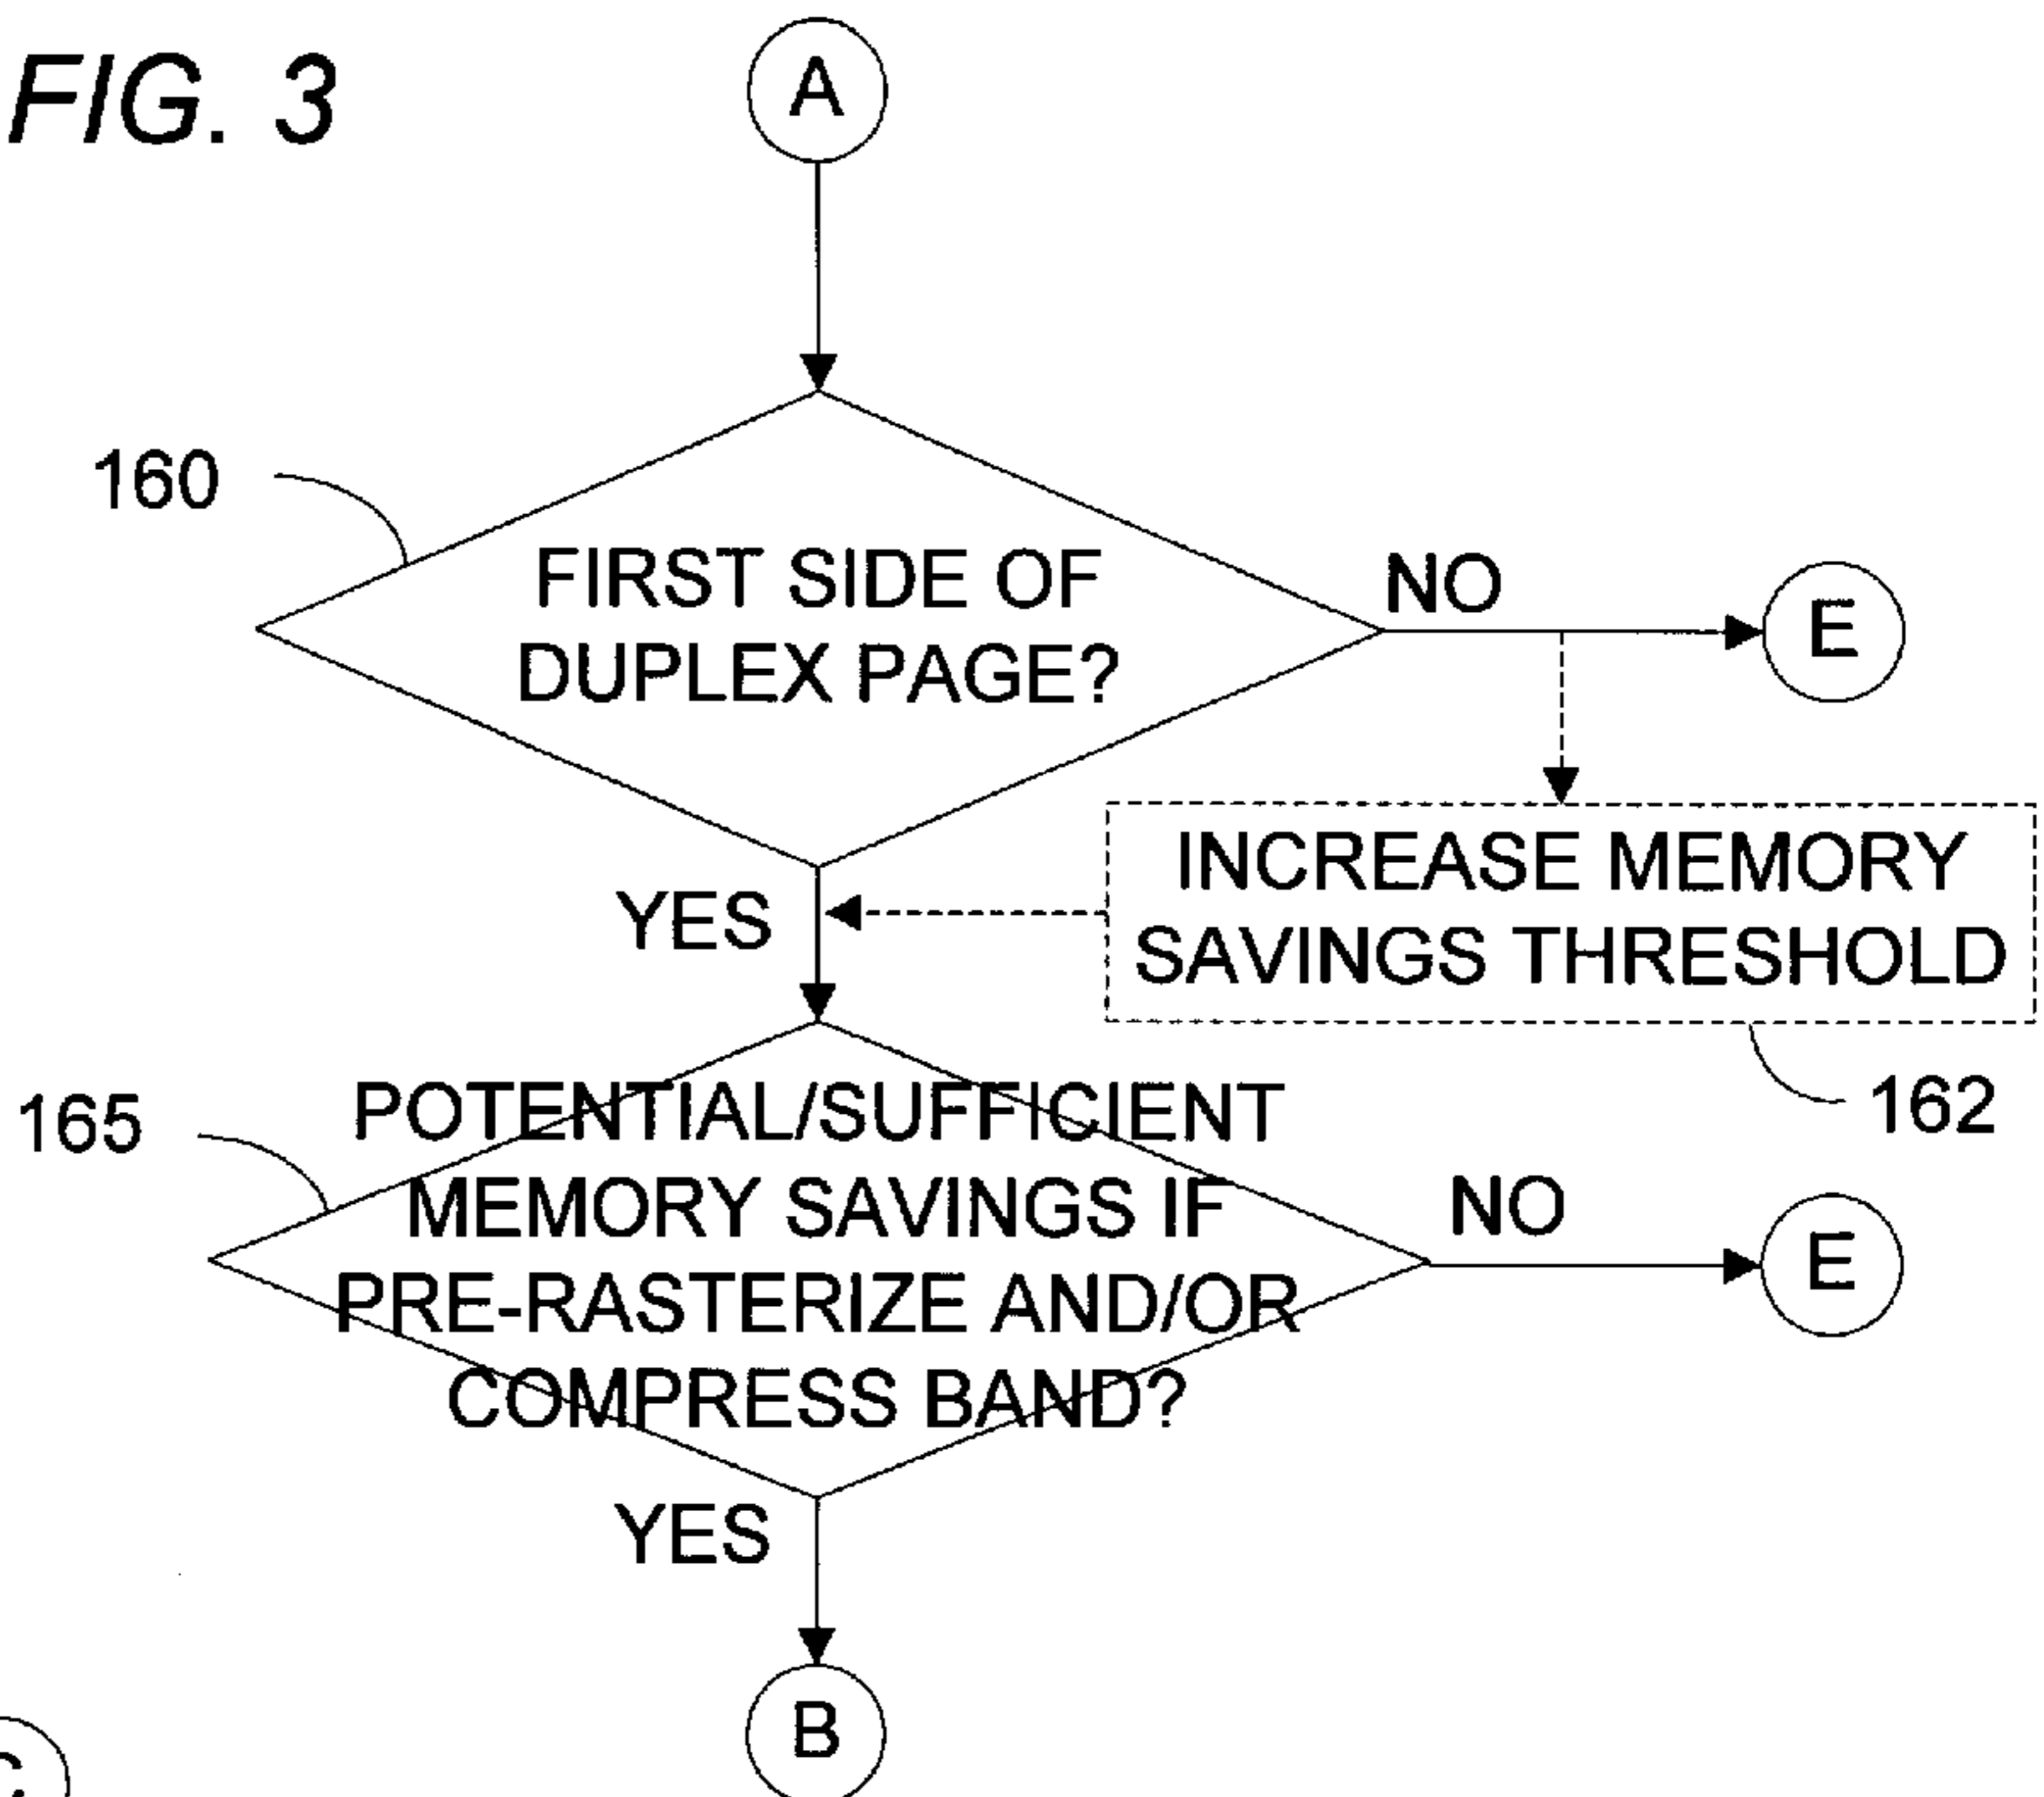 FIG. 3
A
160
FIRST SIDE OF
DUPLEX PAGE?
NO
E
INCREASE MEMORY
SAVINGS THRESHOLD
YES
162
165
POTENTIAL/SUFFICIENT
MEMORY SAVINGS IF
PRE-RASTERIZE AND/OR
COMPRESS BAND?
NO
E
YES
B